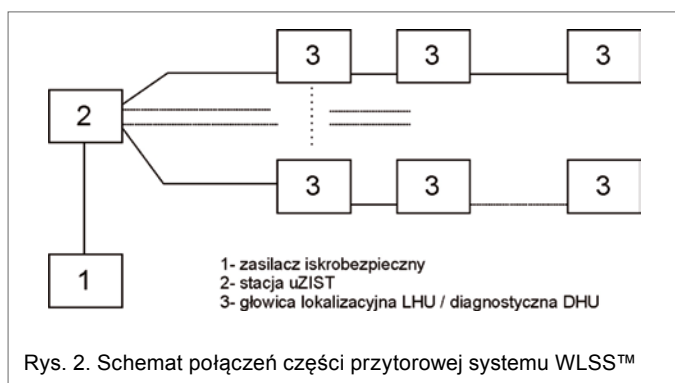 3 3 3
2
3 3 3
1
1- zasilacz iskrobezpieczny
2- stacja uZIST
3- głowica lokalizacyjna LHU / diagnostyczna DHU
Rys. 2. Schemat połączeń części przytorowej systemu WLSS™